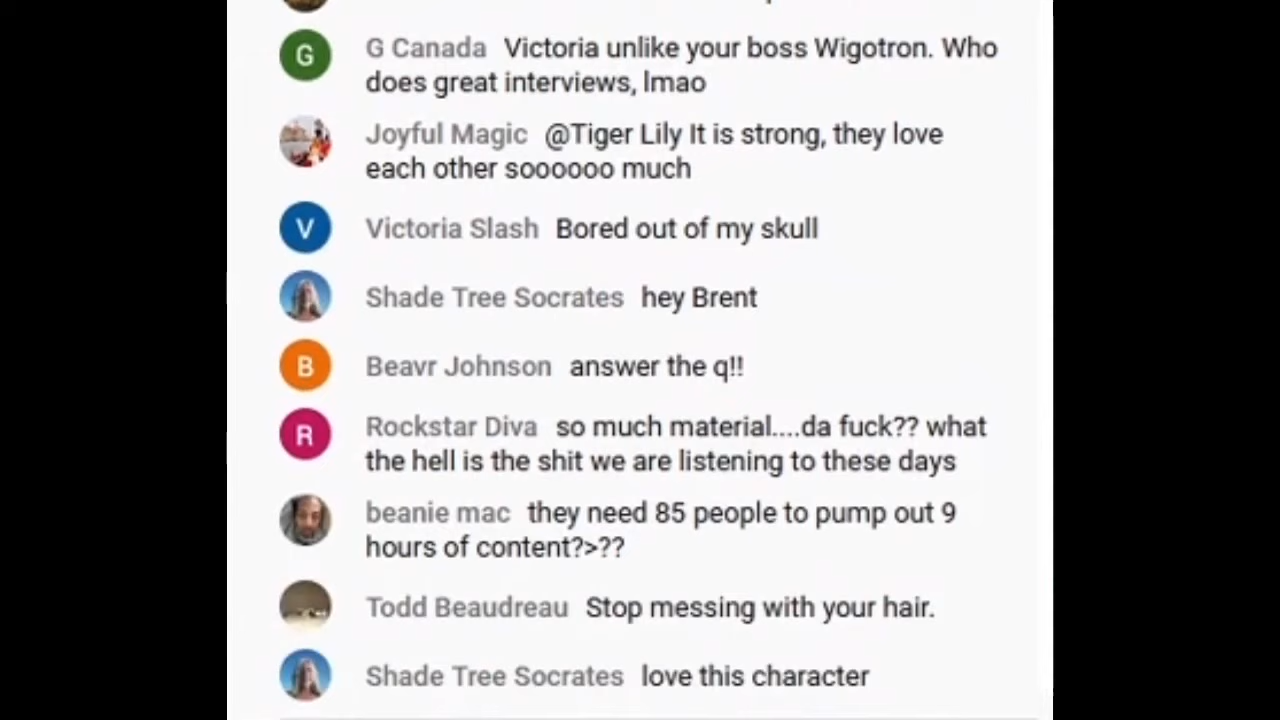 G Canada Victoria unlike your boss Wigotron. Who
does great interviews, lmao
Joyful Magic @Tiger Lily It is strong, they love
each other soooooo much
V Victoria Slash Bored out of my skull
Shade Tree Socrates hey Brent
B Beavr Johnson answer the q!!
R Rockstar Diva so much material....da fuck?? what
the hell is the shit we are listening to these days
beanie mac they need 85 people to pump out 9
hours of content?>??
Todd Beaudreau Stop messing with your hair.
Shade Tree Socrates love this character